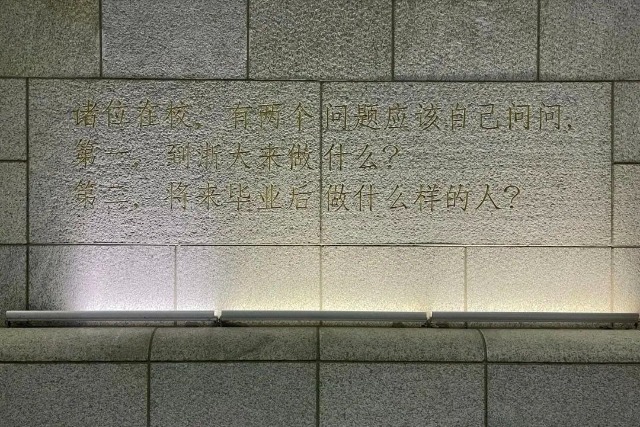 诸位在校，有两个问题应该自己问问，
第一，到浙大来做什么？
第二，将来毕业后做什么样的人？